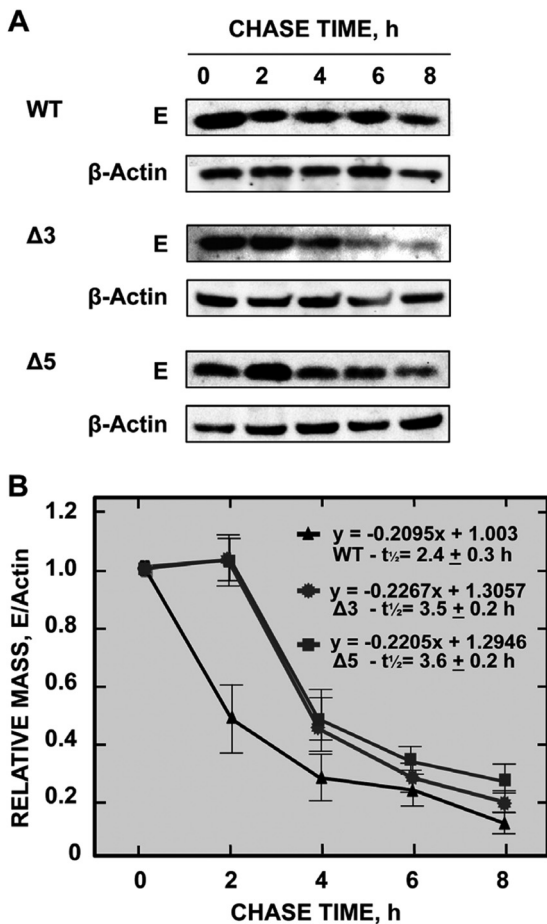 A
CHASE TIME, h
0 2 4 6 8
WT E
β-Actin
Δ3 E
β-Actin
Δ5 E
β-Actin
B
1.2
1.0
0.8
0.6
0.4
0.2
0
RELATIVE MASS, E/Actin
y = -0.2095x + 1.003
WT - t½= 2.4 ± 0.3 h
y = -0.2267x + 1.3057
Δ3 - t½= 3.5 ± 0.2 h
y = -0.2205x + 1.2946
Δ5 - t½= 3.6 ± 0.2 h
0 2 4 6 8
CHASE TIME, h